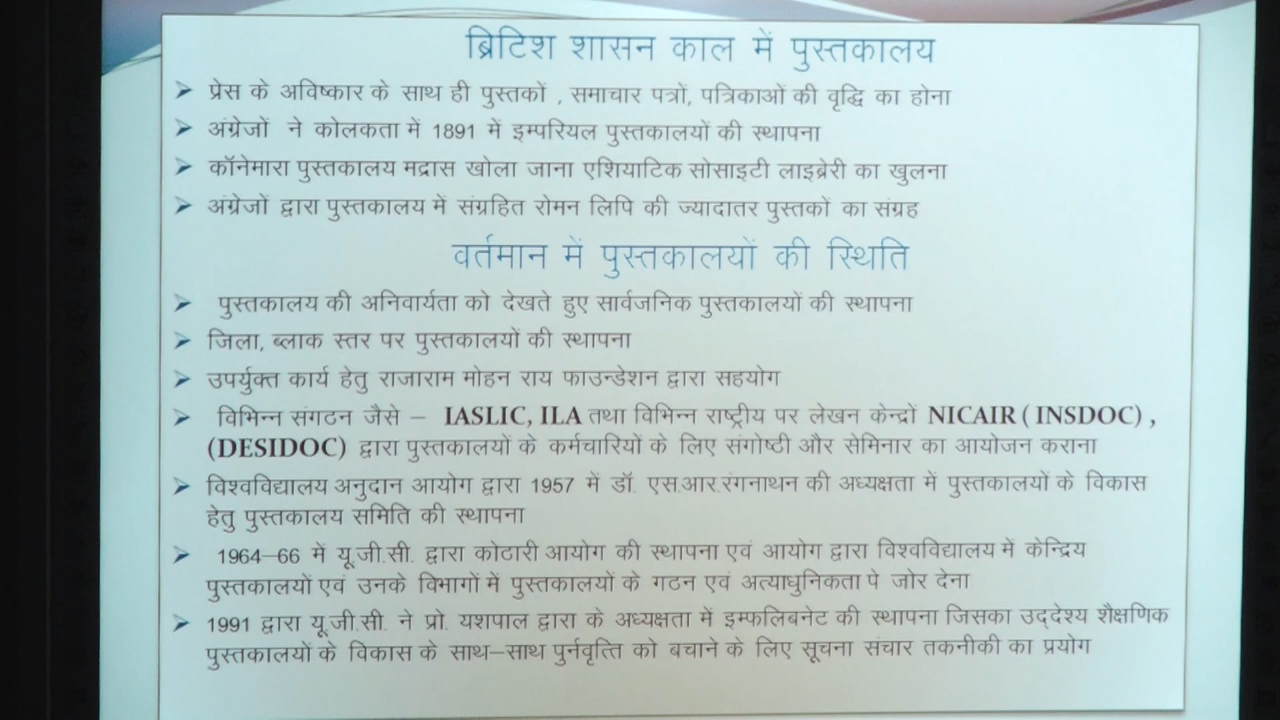 ब्रिटिश शासन काल में पुस्तकालय
➢ प्रेस के अविष्कार के साथ ही पुस्तकों , समाचार पत्रों, पत्रिकाओं की वृद्धि का होना
➢ अंग्रेजों ने कोलकता में 1891 में इम्परियल पुस्तकालयों की स्थापना
➢ कॉनेमारा पुस्तकालय मद्रास खोला जाना एशियाटिक सोसाइटी लाइब्रेरी का खुलना
➢ अंग्रेजों द्वारा पुस्तकालय में संग्रहित रोमन लिपि की ज्यादातर पुस्तकों का संग्रह
वर्तमान में पुस्तकालयों की स्थिति
➢ पुस्तकालय की अनिवार्यता को देखते हुए सार्वजनिक पुस्तकालयों की स्थापना
➢ जिला, ब्लाक स्तर पर पुस्तकालयों की स्थापना
➢ उपर्युक्त कार्य हेतु राजाराम मोहन राय फाउन्डेशन द्वारा सहयोग
➢ विभिन्न संगठन जैसे – IASLIC, ILA तथा विभिन्न राष्ट्रीय पर लेखन केन्द्रों NICAIR ( INSDOC) ,
(DESIDOC) द्वारा पुस्तकालयों के कर्मचारियों के लिए संगोष्टी और सेमिनार का आयोजन कराना
➢ विश्वविद्यालय अनुदान आयोग द्वारा 1957 में डॉ. एस.आर.रंगनाथन की अध्यक्षता में पुस्तकालयों के विकास
हेतु पुस्तकालय समिति की स्थापना
➢ 1964–66 में यू.जी.सी. द्वारा कोठारी आयोग की स्थापना एवं आयोग द्वारा विश्वविद्यालय में केन्द्रिय
पुस्तकालयों एवं उनके विभागों में पुस्तकालयों के गठन एवं अत्याधुनिकता पे जोर देना
➢ 1991 द्वारा यू.जी.सी. ने प्रो. यशपाल द्वारा के अध्यक्षता में इम्फलिबनेट की स्थापना जिसका उद्देश्य शैक्षणिक
पुस्तकालयों के विकास के साथ–साथ पुर्नवृत्ति को बचाने के लिए सूचना संचार तकनीकी का प्रयोग